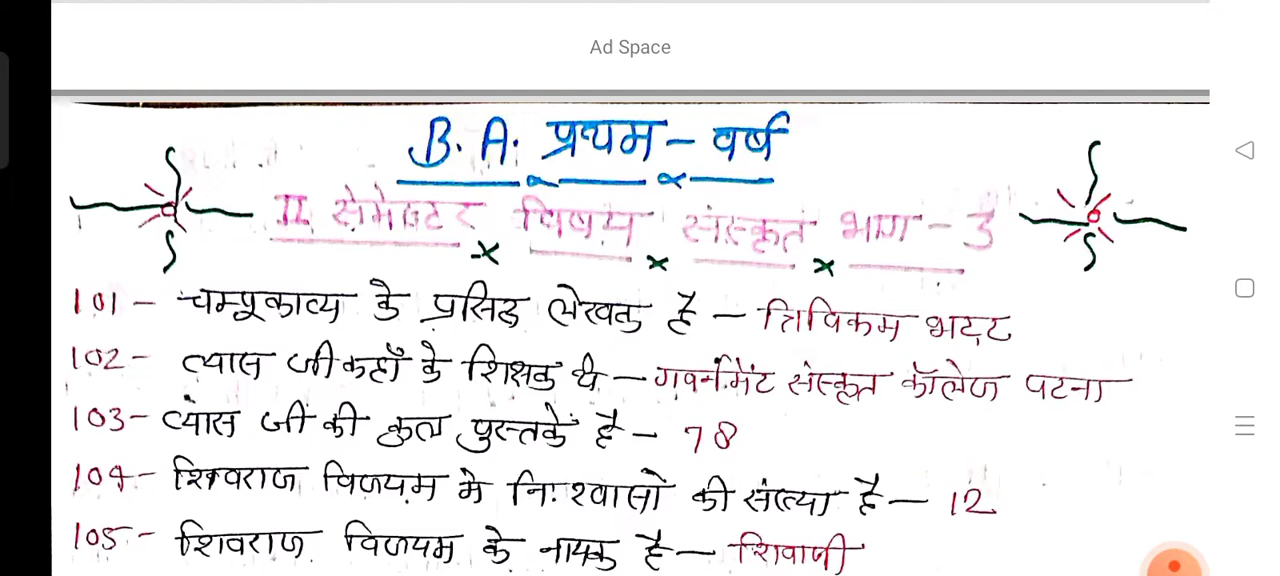 Ad Space
B. A. प्रथम - वर्ष
II सेमेस्टर विषय संस्कृत भाग - 3
101 - चम्पूकाव्य के प्रसिद्ध लेखक है - त्रिविकम भट्ट
102 - व्यास जी कहाँ के शिक्षक थे - गवर्नमेंट संस्कृत कॉलेज पटना
103 - व्यास जी की कुल पुस्तकें है - 78
104 - शिवराज विजयम मे निःश्वासो की संख्या है - 12
105 - शिवराज विजयम के नायक है - शिवाजी